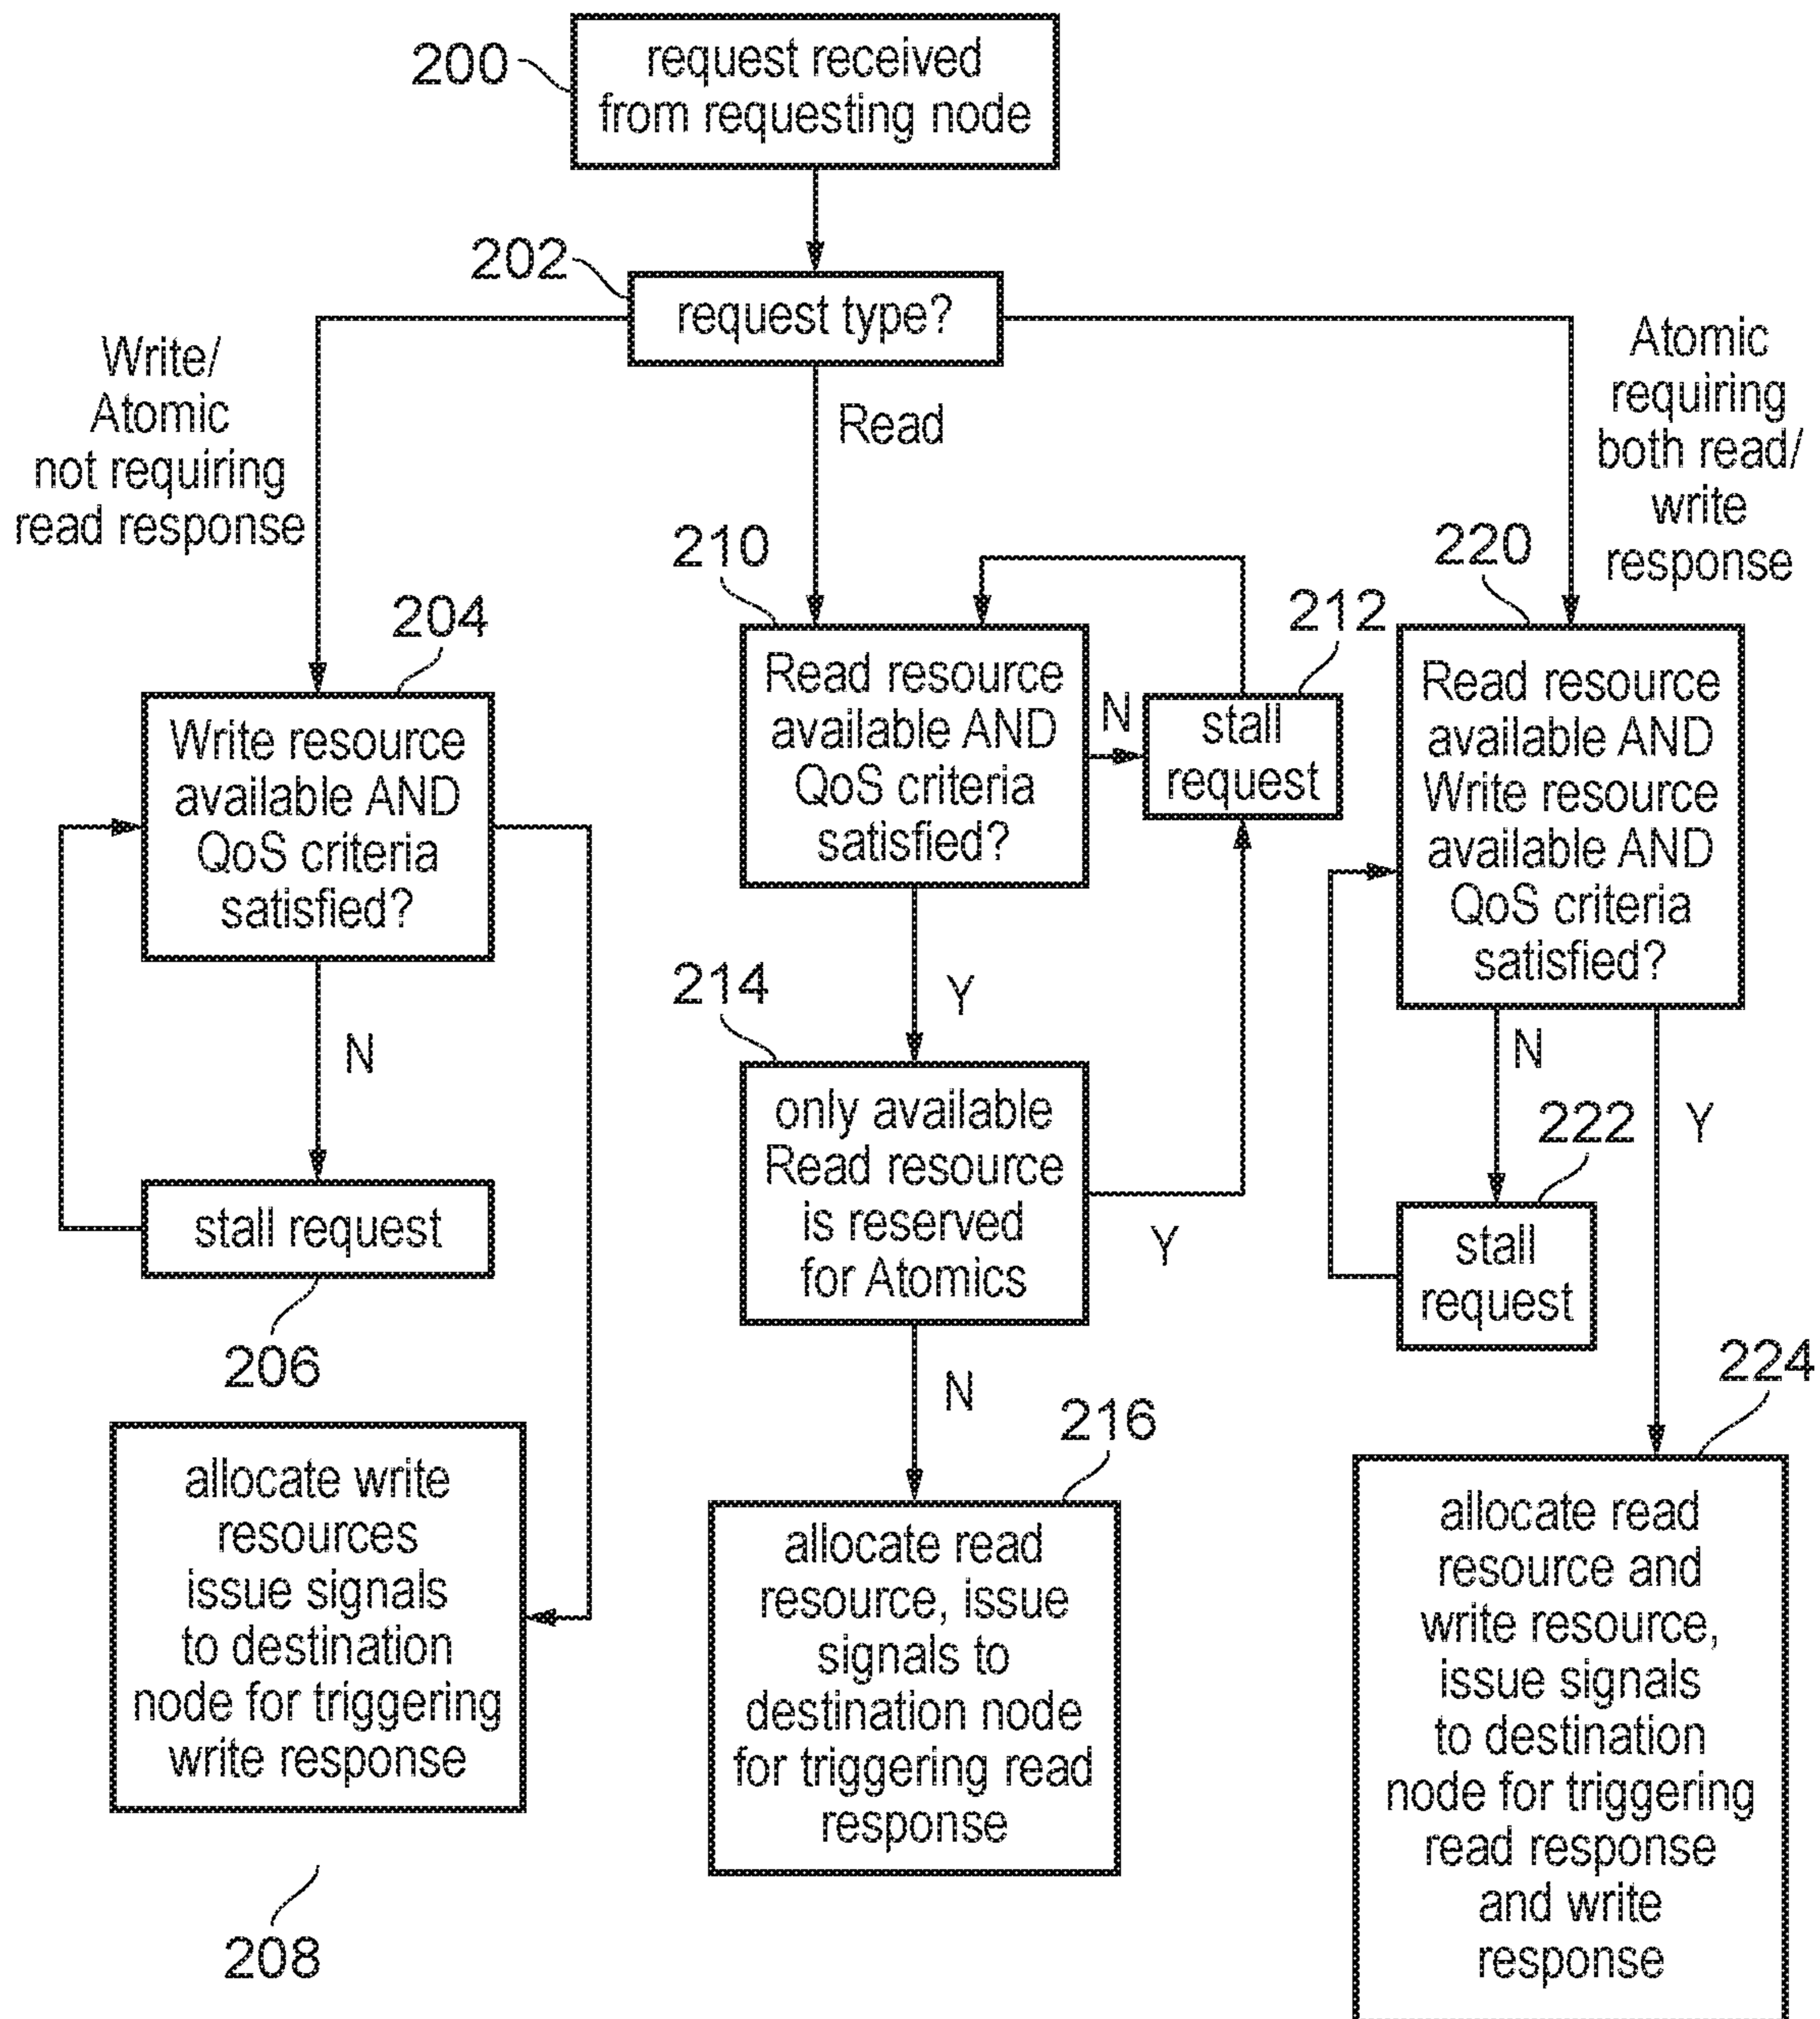 200
request received
from requesting node
202
request type?
Write/
Atomic
not requiring
read response
Read
Atomic
requiring
both read/
write
response
204
Write resource
available AND
QoS criteria
satisfied?
N
stall request
206
allocate write
resources
issue signals
to destination
node for triggering
write response
208
210
Read resource
available AND
QoS criteria
satisfied?
N
212
stall
request
Y
214
only available
Read resource
is reserved
for Atomics
Y
N
216
allocate read
resource, issue
signals to
destination node
for triggering read
response
220
Read resource
available AND
Write resource
available AND
QoS criteria
satisfied?
N
Y
222
stall
request
224
allocate read
resource and
write resource,
issue signals
to destination
node for triggering
read response
and write
response